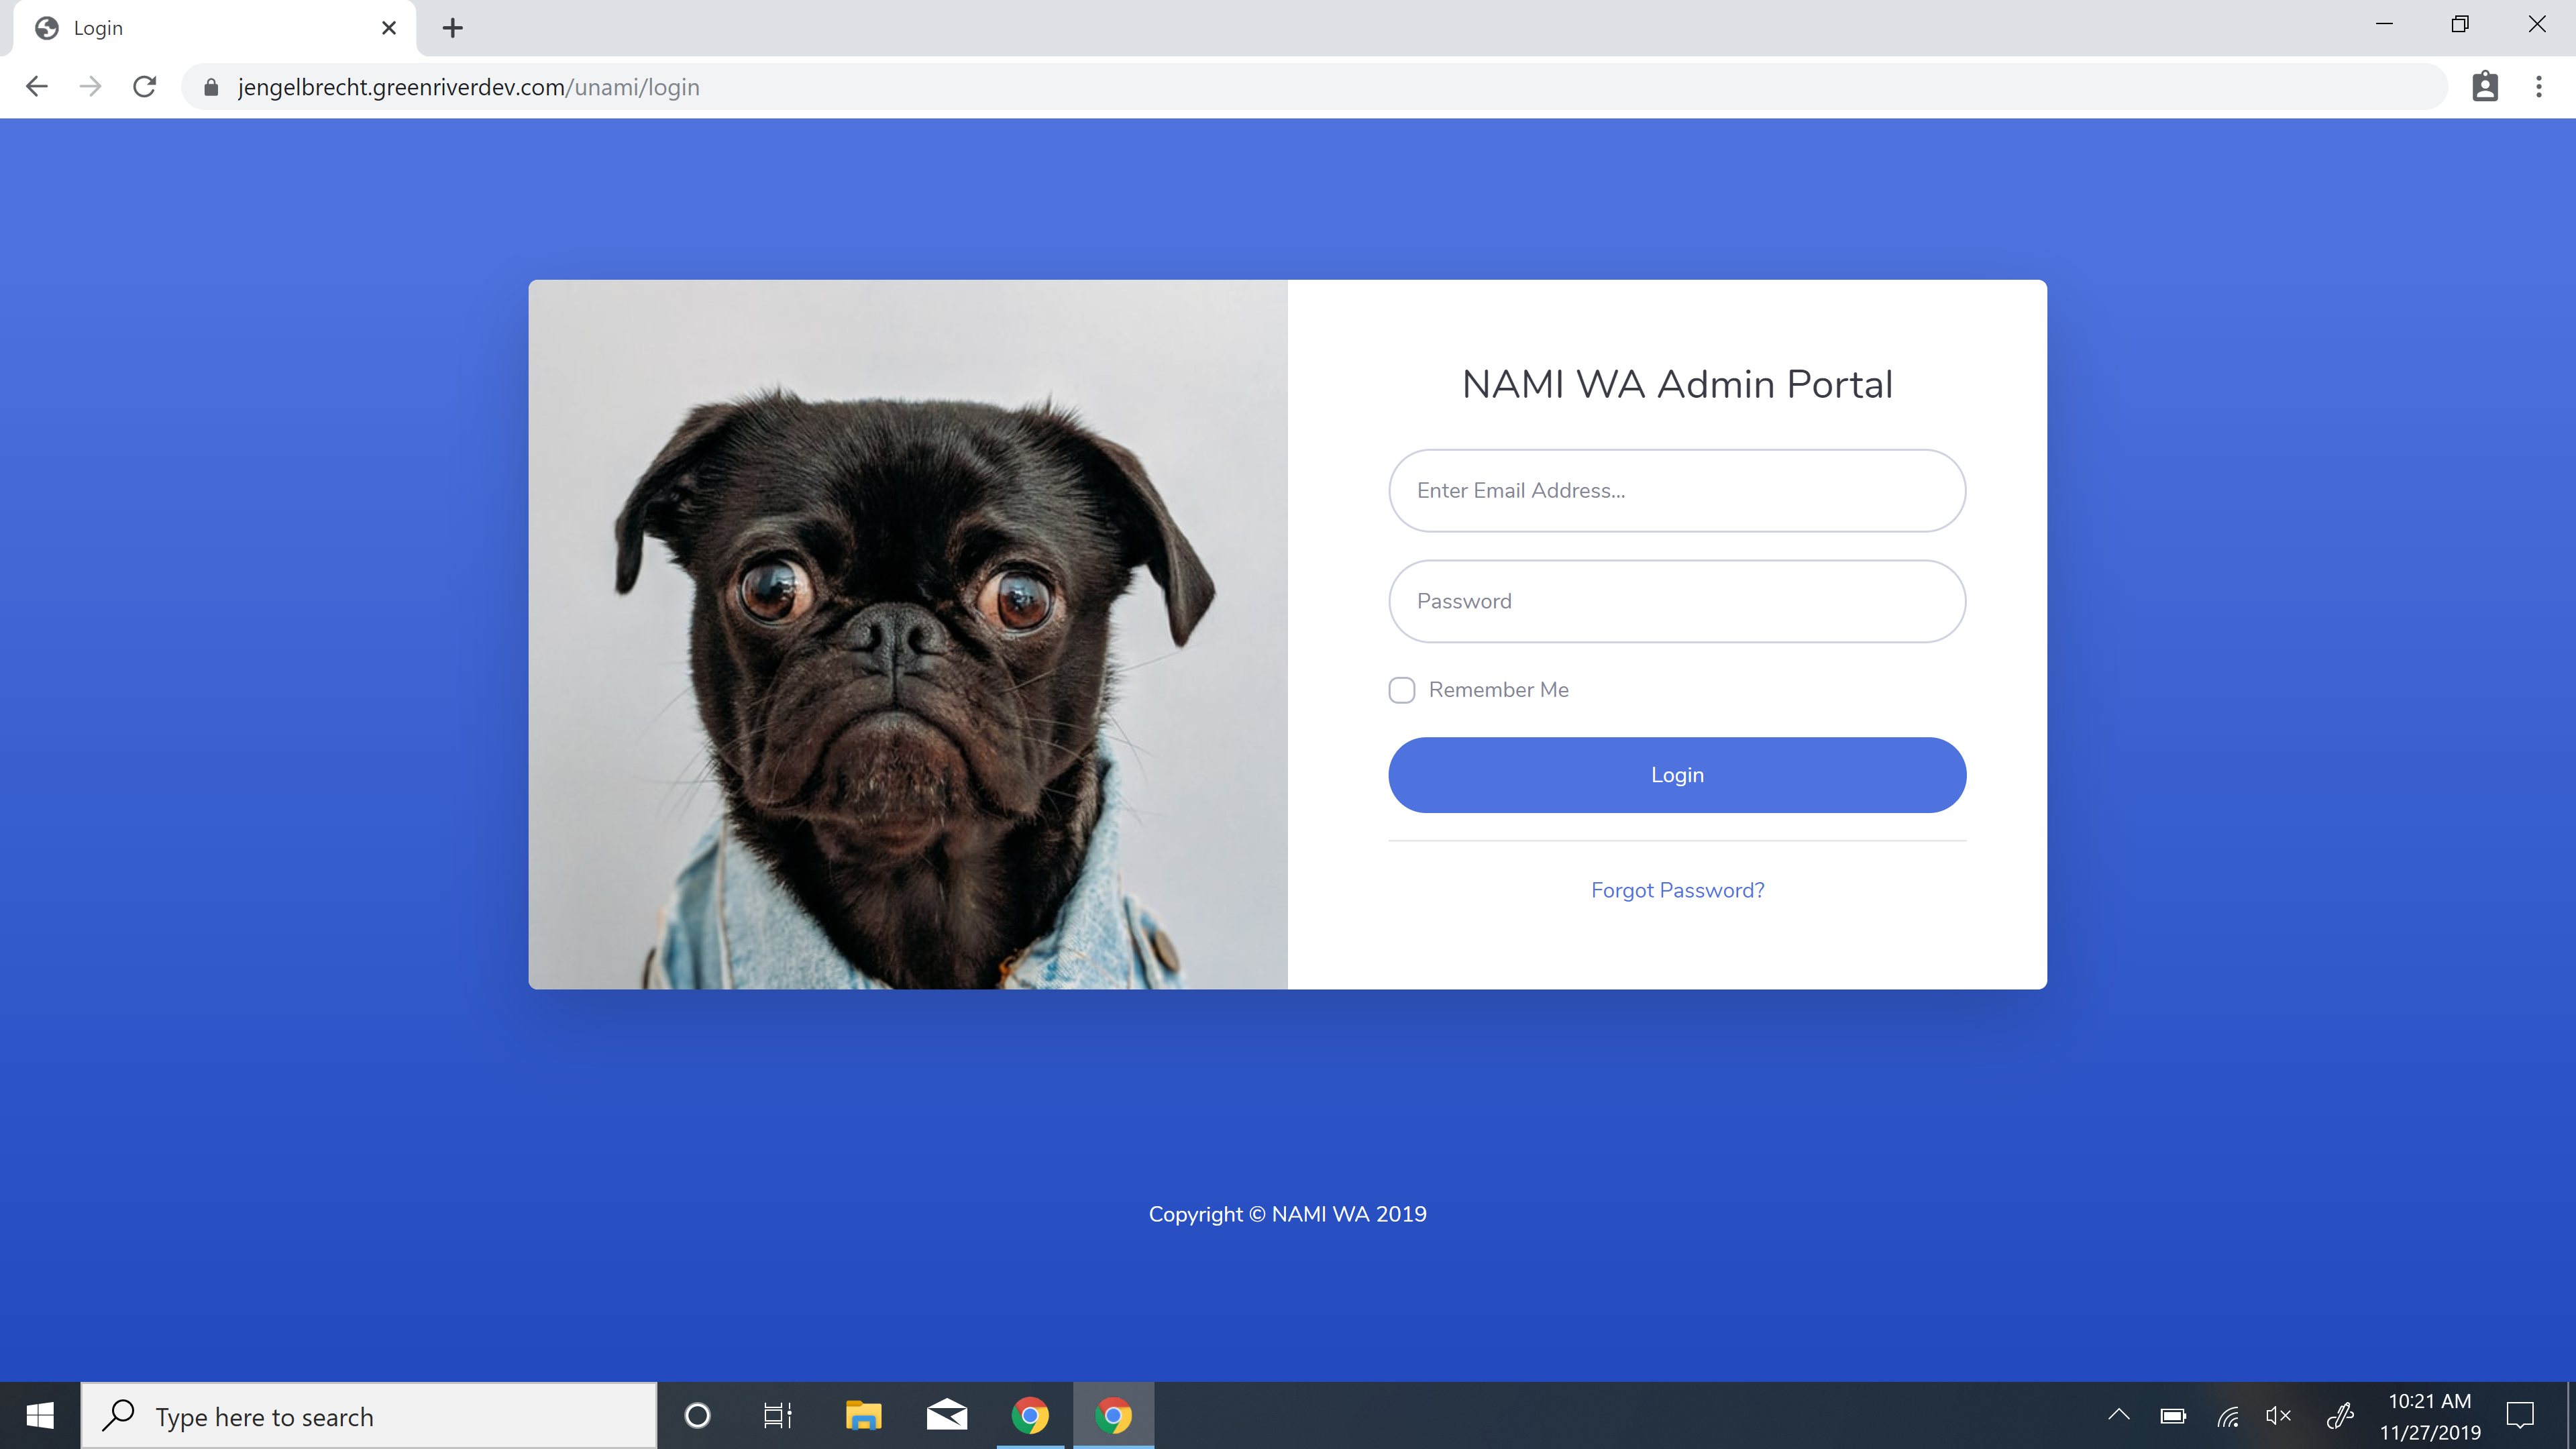 Login
jengelbrecht.greenriverdev.com/unami/login
NAMI WA Admin Portal
Enter Email Address...
Password
Remember Me
Login
Forgot Password?
Copyright © NAMI WA 2019
Type here to search
10:21 AM
11/27/2019